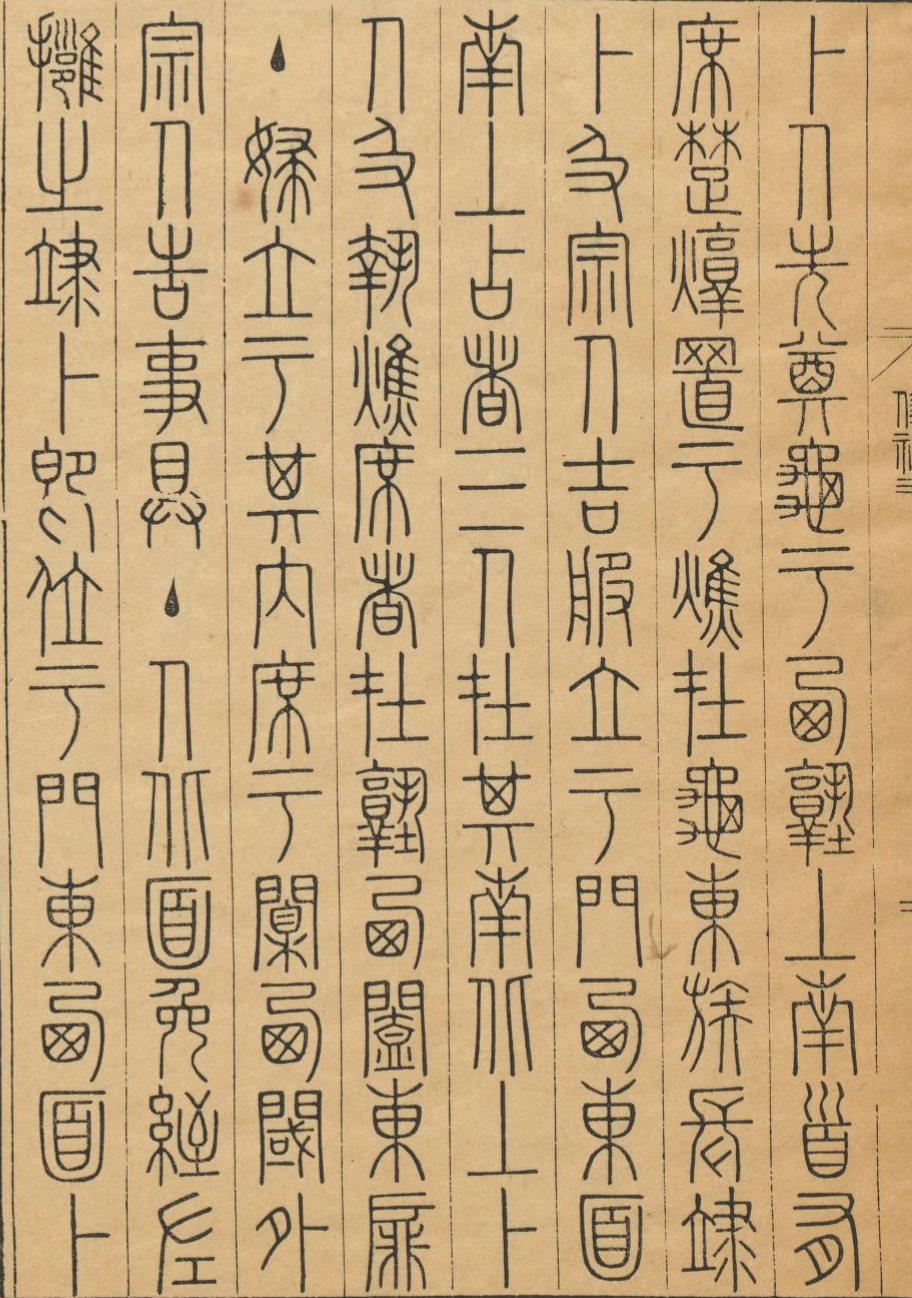 卜人先奠龜于西塾上南首有
席楚焞置于燋在龜東族長䇐
卜及宗人吉服立于門西東面
南上占者三人在其南北上卜
人及執燋席者在塾西闔東扉
主婦立于其內席于闑西閾外
宗人告事具主人北面免絰左
擁之䇐卜即位于門東西面卜